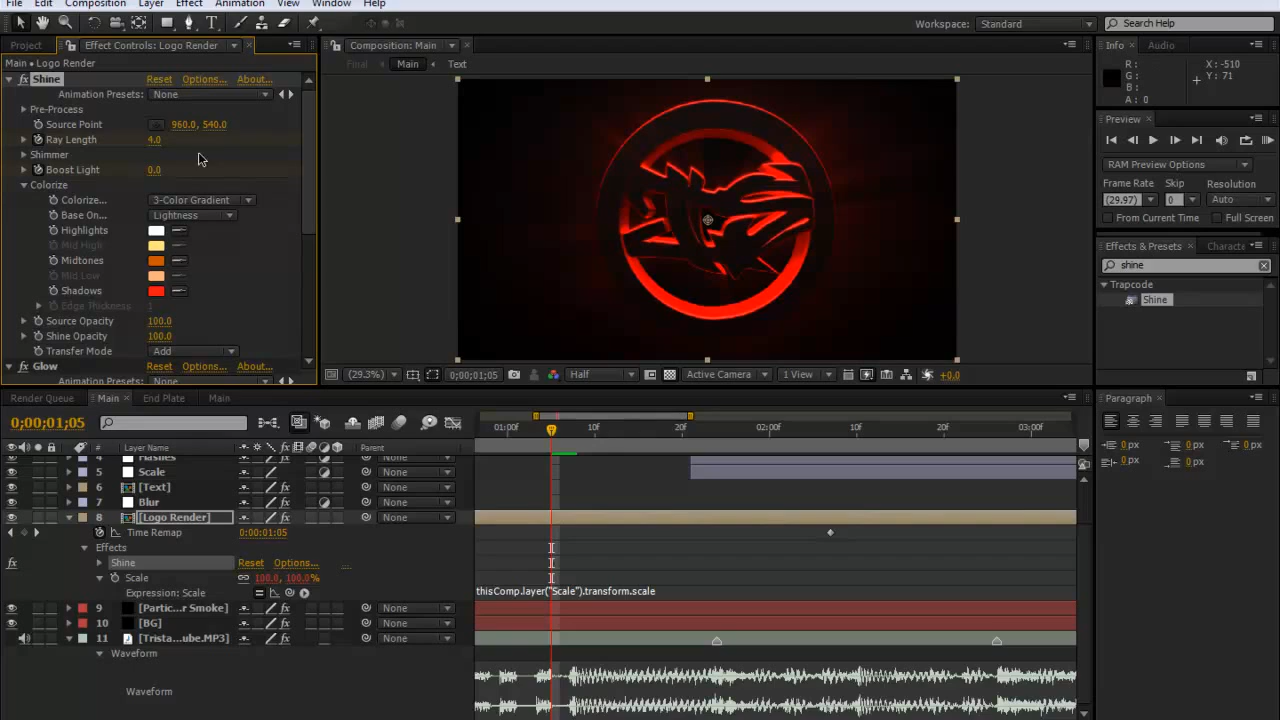 File Edit Composition Layer Effect Animation View Window Help
Workspace: Standard Search Help
Project Effect Controls: Logo Render Composition: Main Info Audio
Main • Logo Render Final Main Text
fx Shine Reset Options... About...
Animation Presets: None
Pre-Process
Source Point 960.0, 540.0
Ray Length 4.0
Shimmer
Boost Light 0.0
Colorize
Colorize... 3-Color Gradient
Base On... Lightness
Highlights
Mid High
Midtones
Mid Low
Shadows
Edge Thickness 1
Source Opacity 100.0
Shine Opacity 100.0
Transfer Mode Add
fx Glow Reset Options... About...
Animation Presets: None
(29.3%) 0;00;01;05 Half Active Camera 1 View +0.0
R : X : -510
G : Y : 71
B :
A : 0
Preview
RAM Preview Options
Frame Rate Skip Resolution
(29.97) 0 Auto
From Current Time Full Screen
Effects & Presets Characte
shine
Trapcode
Shine
Paragraph
0 px 0 px 0 px
0 px 0 px
Render Queue Main End Plate Main
0;00;01;05
01:00f 10f 20f 02:00f 10f 20f 03:00f
# Layer Name fx Parent
None
5 Scale None
6 [Text] fx None
7 Blur None
8 [Logo Render] fx None
Time Remap 0:00:01:05
Effects
fx Shine Reset Options... ...
Scale 100.0, 100.0%
Expression: Scale thisComp.layer("Scale").transform.scale
9 [Partic...r Smoke] fx None
10 [BG] fx None
11 [Trista...ube.MP3] None
Waveform
Waveform